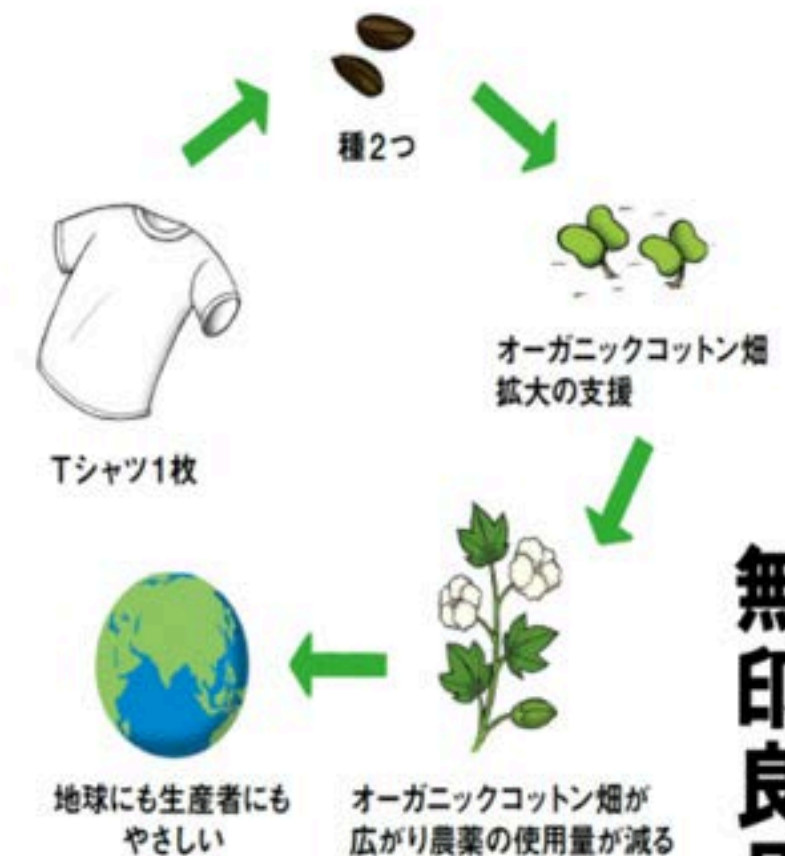 種2つ
オーガニックコットン畑
拡大の支援
Tシャツ1枚
オーガニックコットン畑が
広がり農薬の使用量が減る
地球にも生産者にも
やさしい
無印良